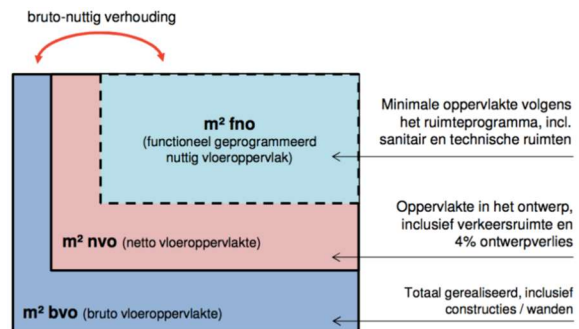 bruto-nuttig verhouding
m² fno
(functioneel geprogrammeerd
nuttig vloeroppervlak)
Minimale oppervlakte volgens
het ruimteprogramma, incl.
sanitair en technische ruimten
m² nvo (netto vloeroppervlakte)
Oppervlakte in het ontwerp,
inclusief verkeersruimte en
4% ontwerpverlies
m² bvo (bruto vloeroppervlakte)
Totaal gerealiseerd, inclusief
constructies / wanden